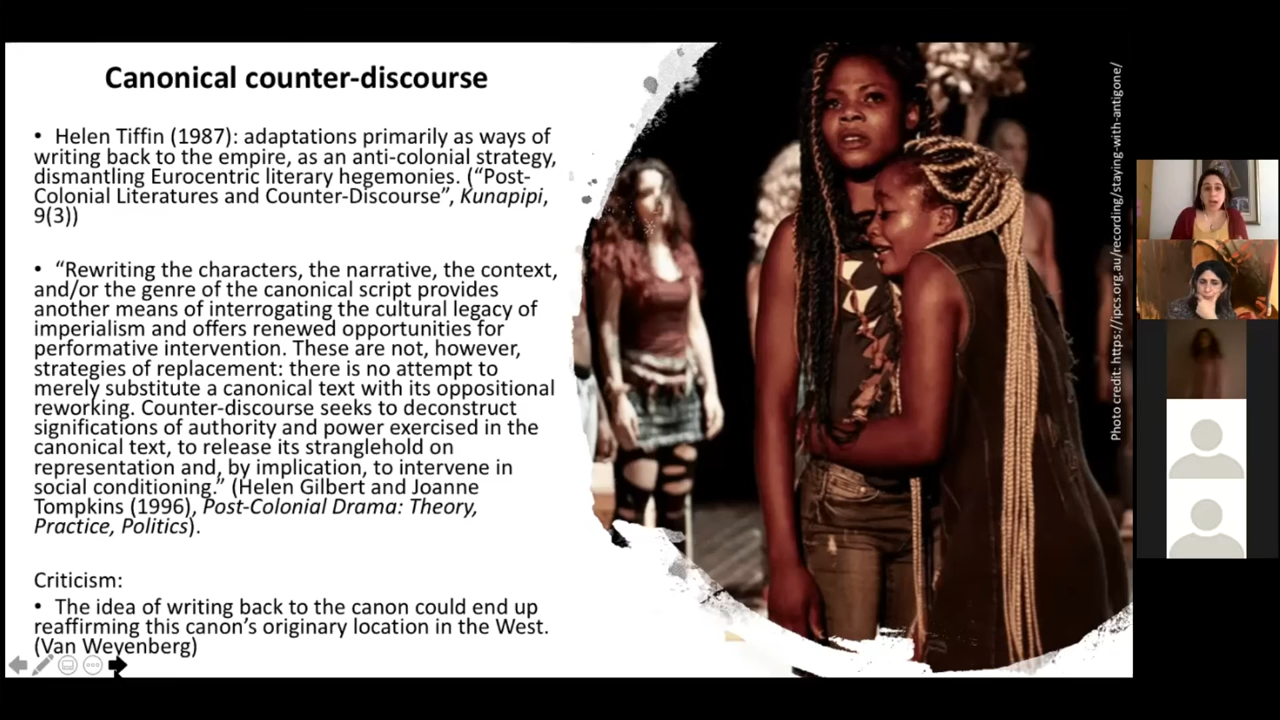 Canonical counter-discourse
• Helen Tiffin (1987): adaptations primarily as ways of
writing back to the empire, as an anti-colonial strategy,
dismantling Eurocentric literary hegemonies. (“Post-
Colonial Literatures and Counter-Discourse”, Kunapipi,
9(3))
• “Rewriting the characters, the narrative, the context,
and/or the genre of the canonical script provides
another means of interrogating the cultural legacy of
imperialism and offers renewed opportunities for
performative intervention. These are not, however,
strategies of replacement: there is no attempt to
merely substitute a canonical text with its oppositional
reworking. Counter-discourse seeks to deconstruct
significations of authority and power exercised in the
canonical text, to release its stranglehold on
representation and, by implication, to intervene in
social conditioning.” (Helen Gilbert and Joanne
Tompkins (1996), Post-Colonial Drama: Theory,
Practice, Politics).
Criticism:
• The idea of writing back to the canon could end up
reaffirming this canon’s originary location in the West.
(Van Weyenberg)
Photo credit: https://ipcs.org.au/recording/staying-with-antigone/